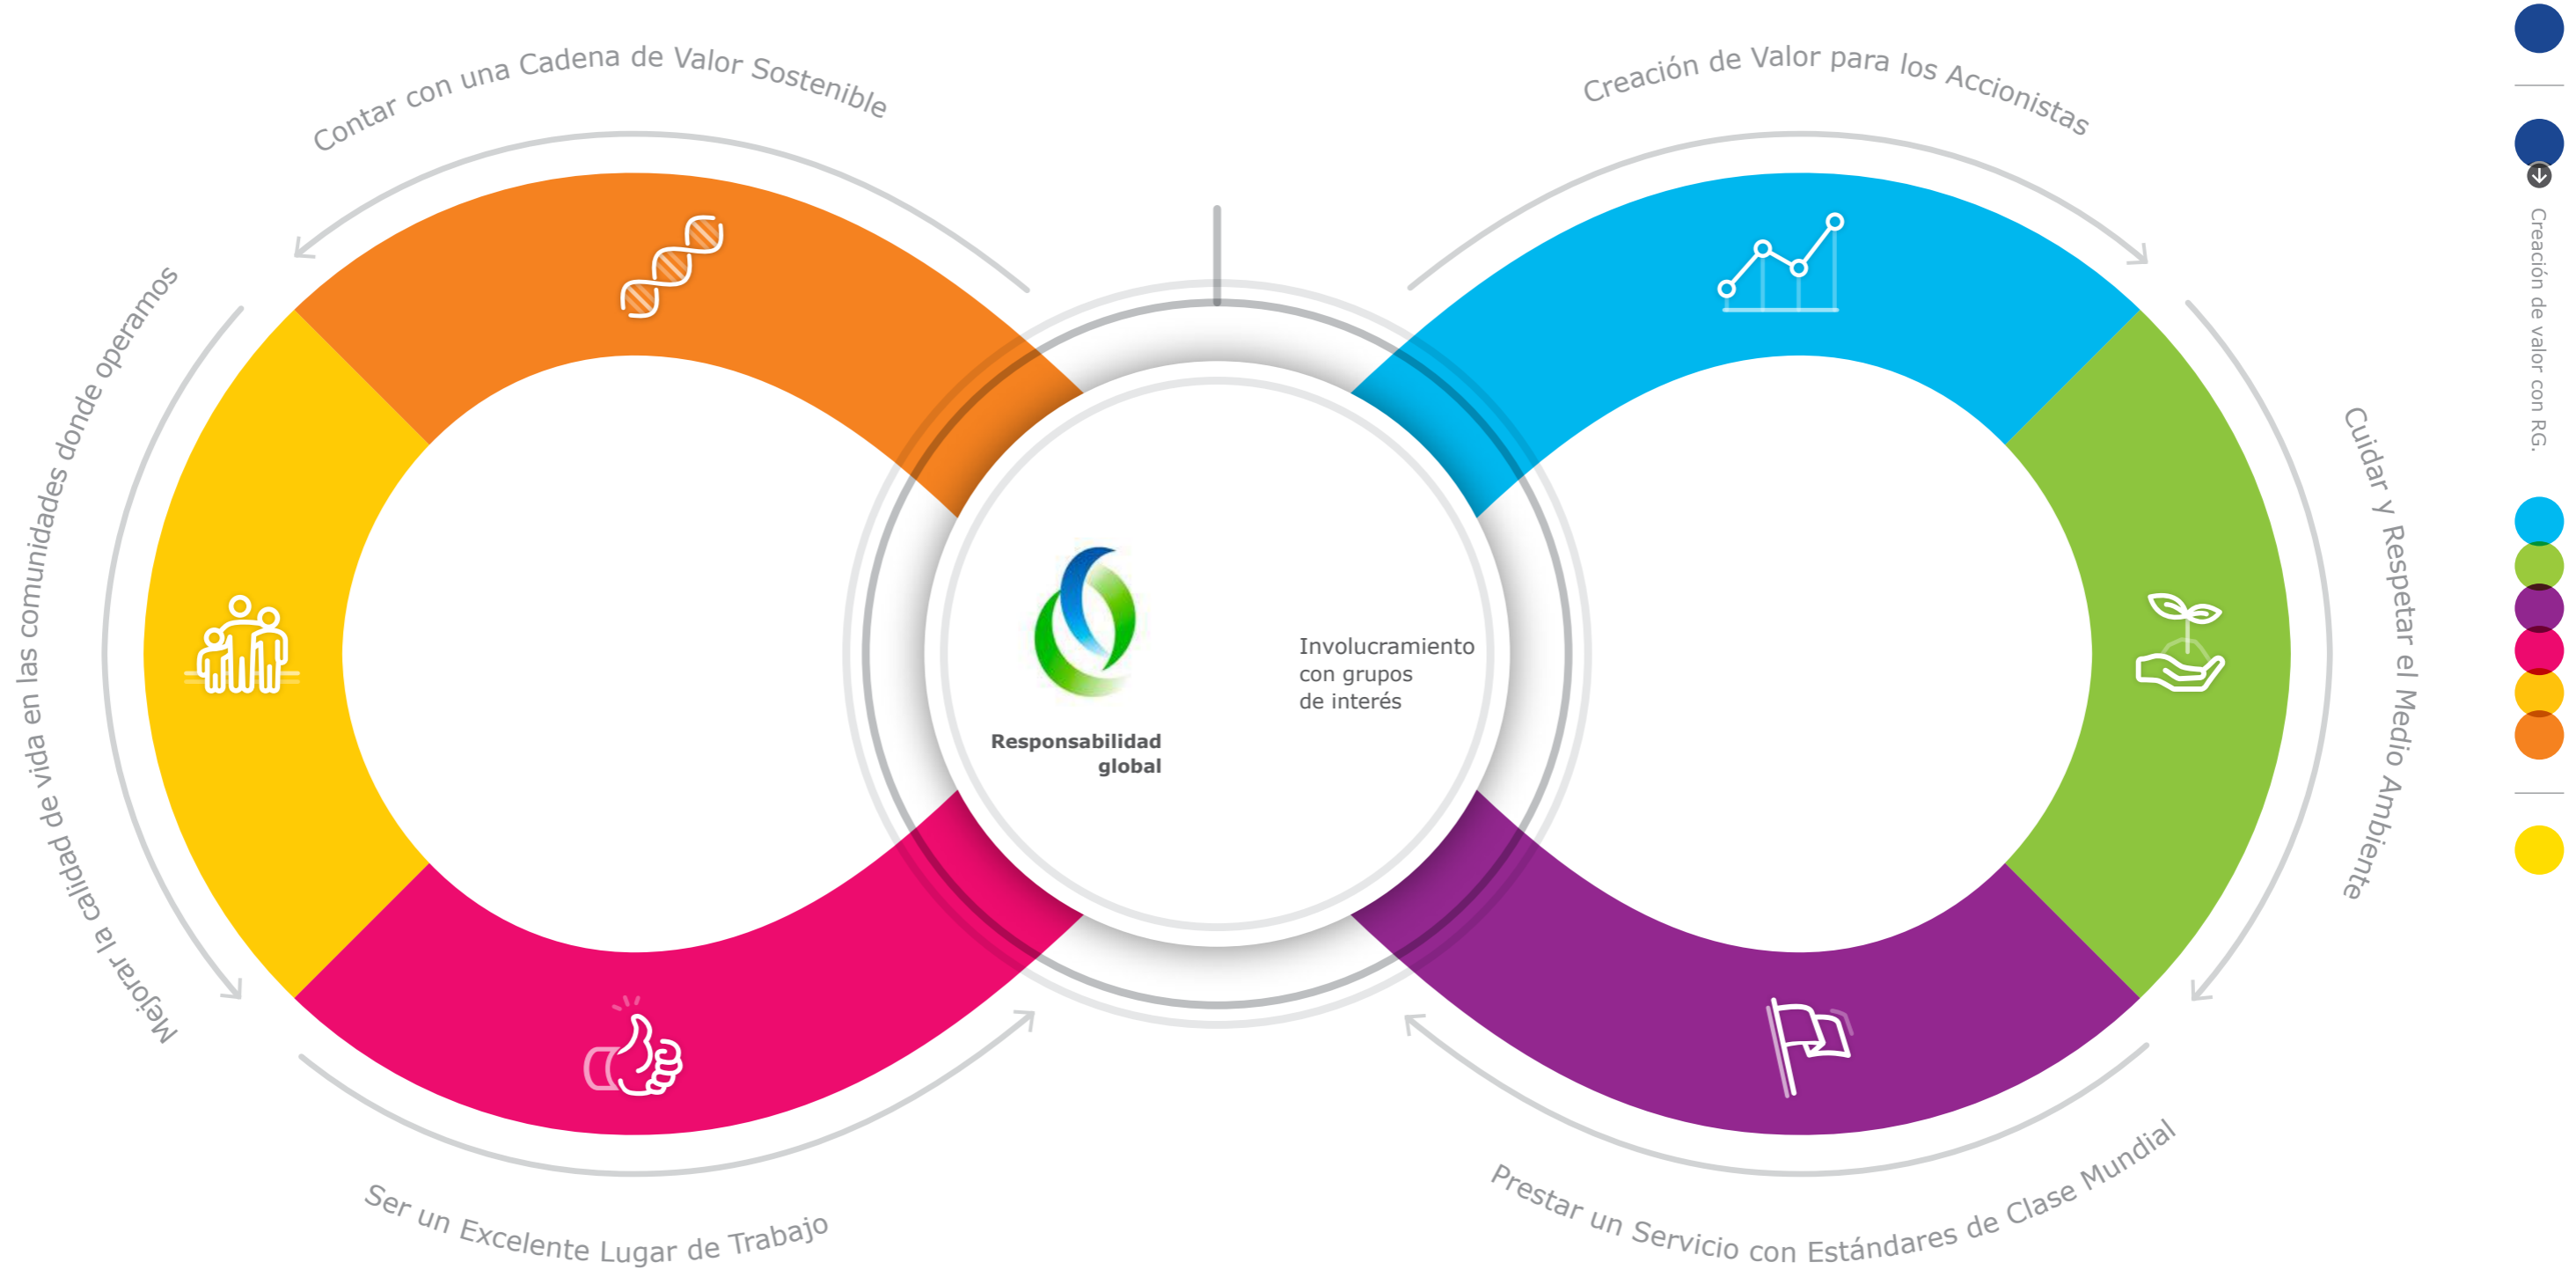 Contar con una Cadena de Valor Sostenible
Creación de Valor para los Accionistas
Mejorar la calidad de vida en las comunidades donde operamos
Cuidar y Respetar el Medio Ambiente
Responsabilidad
global
Involucramiento
con grupos
de interés
Ser un Excelente Lugar de Trabajo
Prestar un Servicio con Estándares de Clase Mundial
Creación de valor con RG.